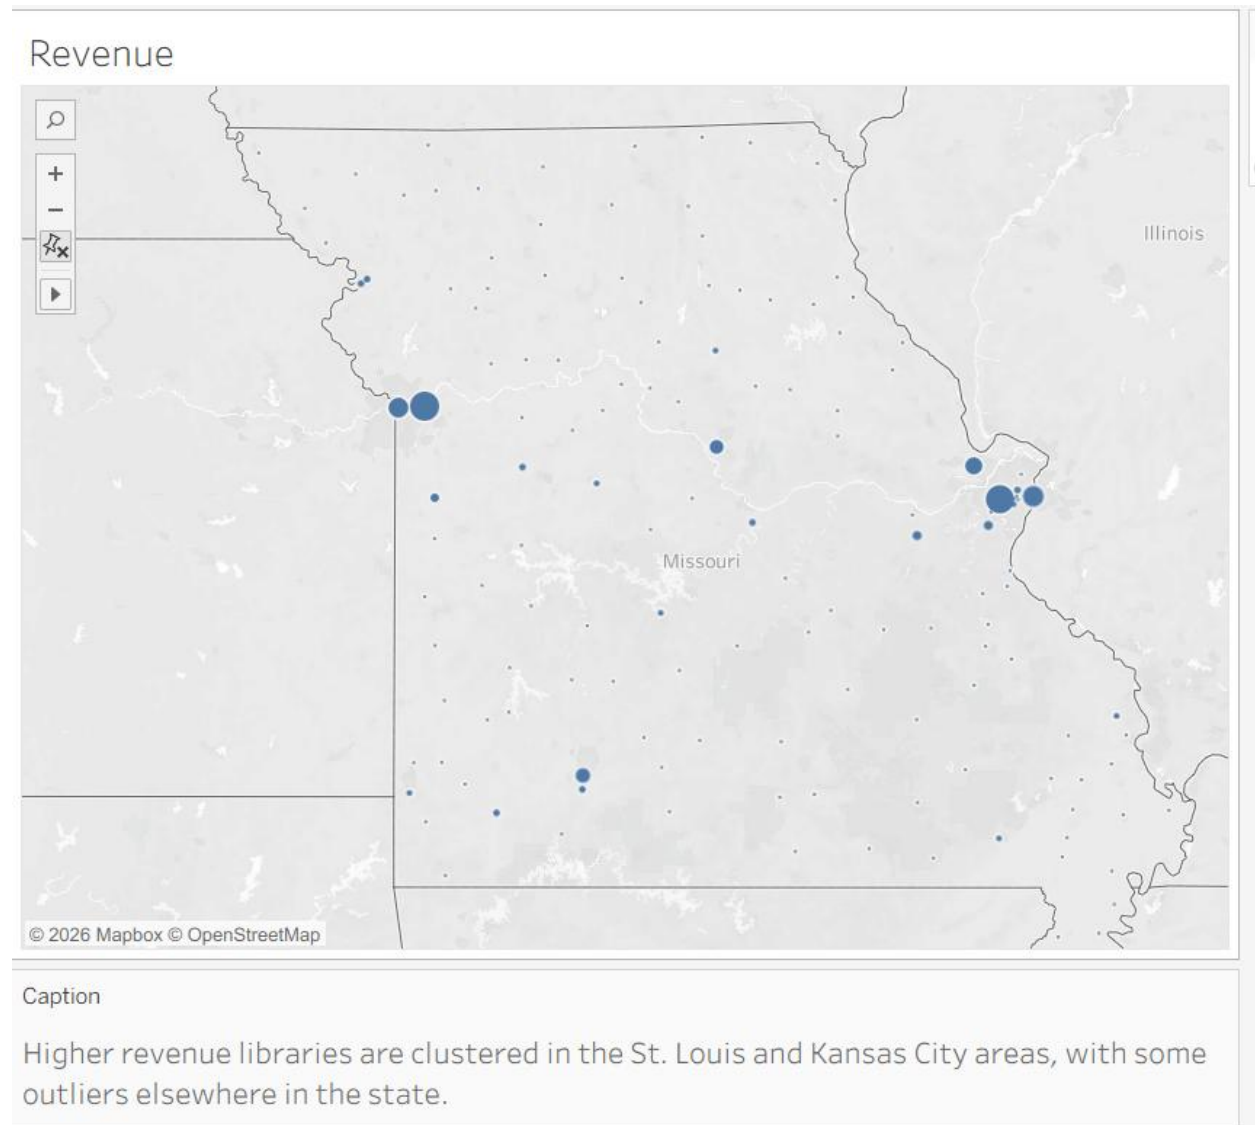 Revenue
Illinois
Missouri
© 2026 Mapbox © OpenStreetMap
Caption
Higher revenue libraries are clustered in the St. Louis and Kansas City areas, with some
outliers elsewhere in the state.